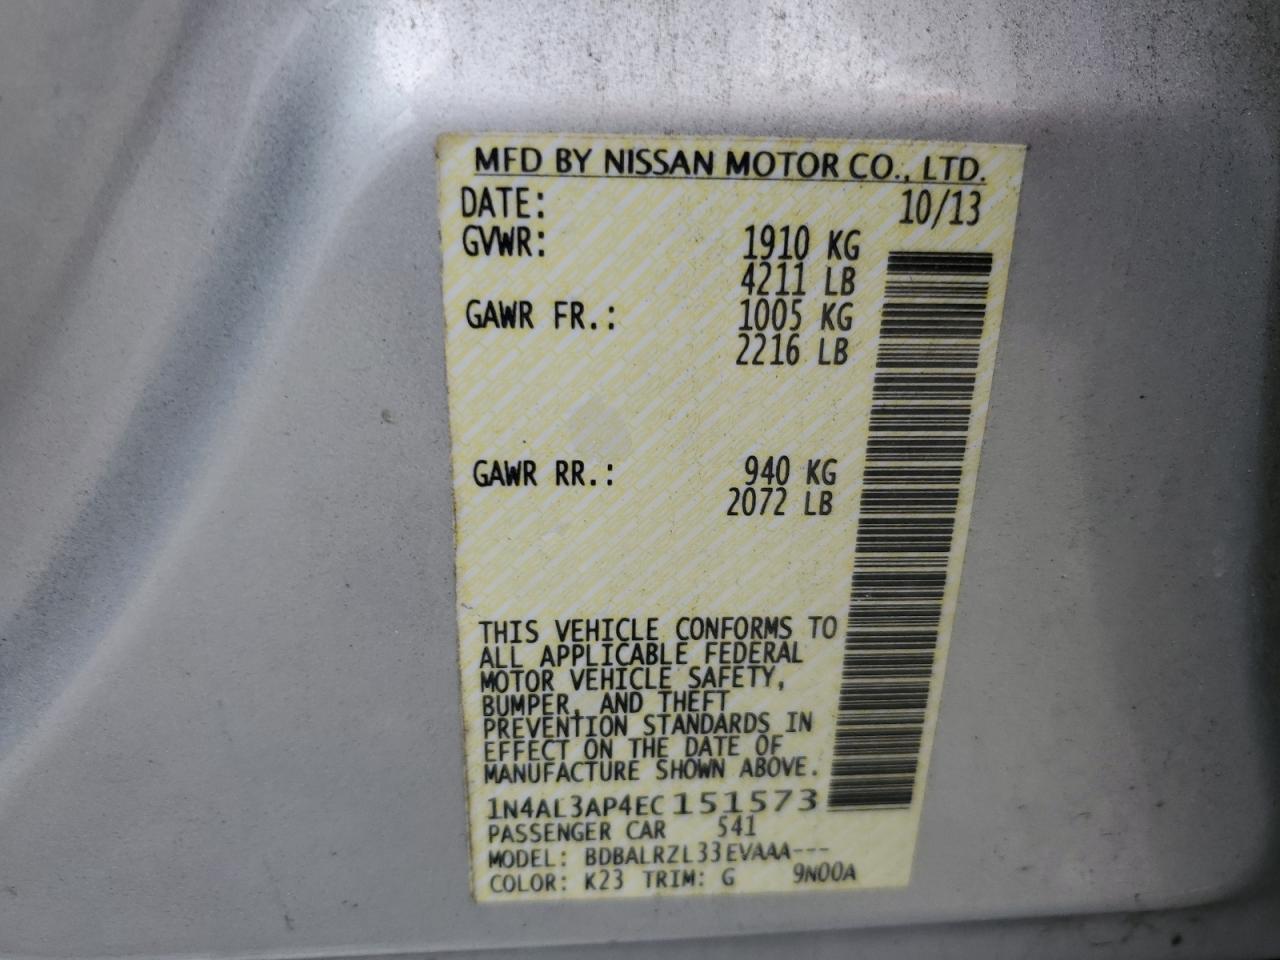 MFD BY NISSAN MOTOR CO., LTD.
DATE: 10/13
GVWR: 1910 KG
4211 LB
GAWR FR.: 1005 KG
2216 LB
GAWR RR.: 940 KG
2072 LB
THIS VEHICLE CONFORMS TO
ALL APPLICABLE FEDERAL
MOTOR VEHICLE SAFETY,
BUMPER, AND THEFT
PREVENTION STANDARDS IN
EFFECT ON THE DATE OF
MANUFACTURE SHOWN ABOVE.
1N4AL3AP4EC151573
PASSENGER CAR 541
MODEL: BDBALRZL33EVAAA---
COLOR: K23 TRIM: G 9N00A